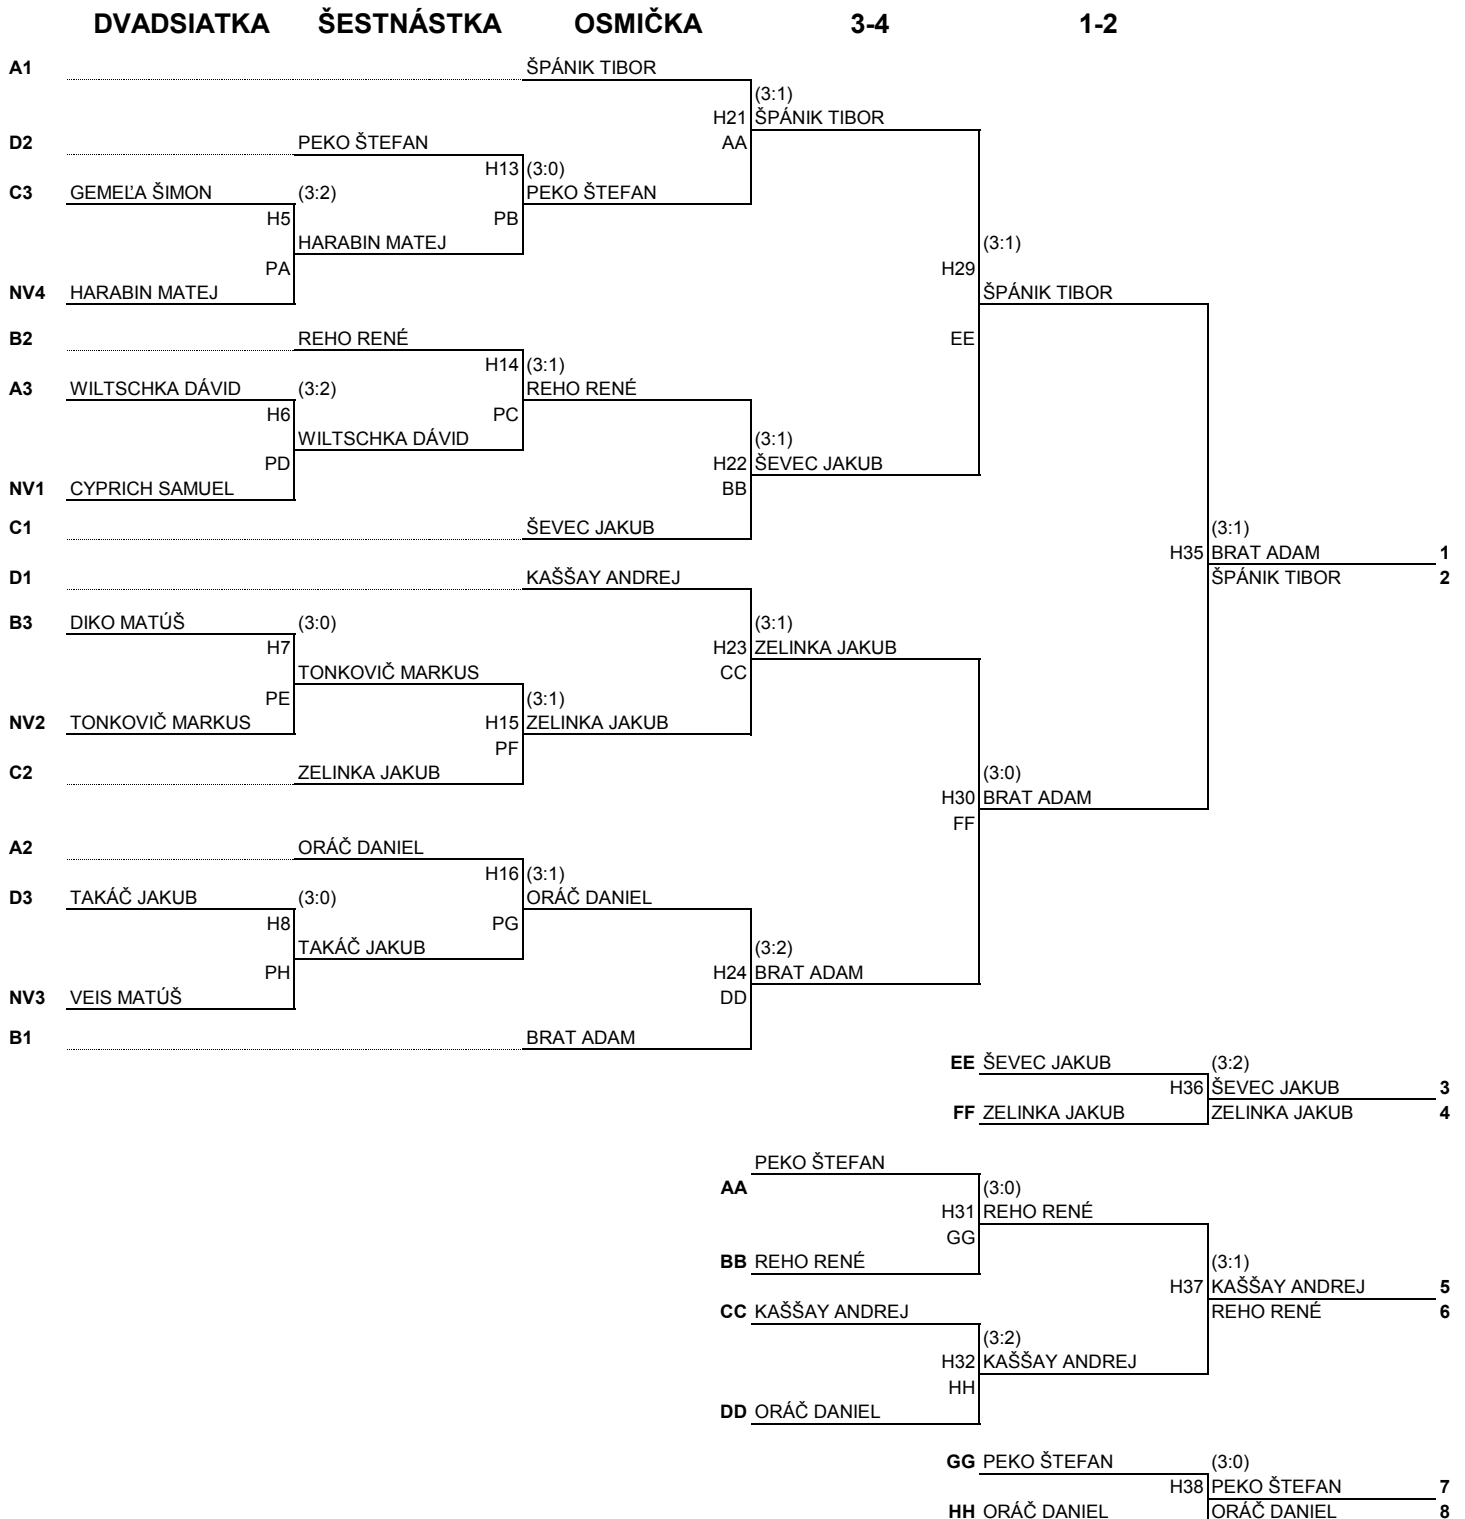 DVADSIATKA ŠESTNÁSTKA OSMIČKA 3-4 1-2
A1 ŠPÁNIK TIBOR
(3:1)
H21 ŠPÁNIK TIBOR
D2 PEKO ŠTEFAN AA
H13 (3:0)
C3 GEMEĽA ŠIMON (3:2) PEKO ŠTEFAN
H5 PB
HARABIN MATEJ (3:1)
PA H29
NV4 HARABIN MATEJ ŠPÁNIK TIBOR
B2 REHO RENÉ EE
H14 (3:1)
A3 WILTSCHKA DÁVID (3:2) REHO RENÉ
H6 PC
WILTSCHKA DÁVID (3:1)
PD H22 ŠEVEC JAKUB
NV1 CYPRICH SAMUEL BB
C1 ŠEVEC JAKUB (3:1)
H35 BRAT ADAM 1
D1 KAŠŠAY ANDREJ ŠPÁNIK TIBOR 2
B3 DIKO MATÚŠ (3:0) (3:1)
H7 H23 ZELINKA JAKUB
TONKOVIČ MARKUS CC
PE (3:1)
NV2 TONKOVIČ MARKUS H15 ZELINKA JAKUB
PF
C2 ZELINKA JAKUB (3:0)
H30 BRAT ADAM
FF
A2 ORÁČ DANIEL
H16 (3:1)
D3 TAKÁČ JAKUB (3:0) ORÁČ DANIEL
H8 PG
TAKÁČ JAKUB (3:2)
PH H24 BRAT ADAM
NV3 VEIS MATÚŠ DD
B1 BRAT ADAM
EE ŠEVEC JAKUB (3:2)
H36 ŠEVEC JAKUB 3
FF ZELINKA JAKUB ZELINKA JAKUB 4
PEKO ŠTEFAN
AA (3:0)
H31 REHO RENÉ
GG
BB REHO RENÉ (3:1)
H37 KAŠŠAY ANDREJ 5
CC KAŠŠAY ANDREJ REHO RENÉ 6
(3:2)
H32 KAŠŠAY ANDREJ
HH
DD ORÁČ DANIEL
GG PEKO ŠTEFAN (3:0)
H38 PEKO ŠTEFAN 7
HH ORÁČ DANIEL ORÁČ DANIEL 8